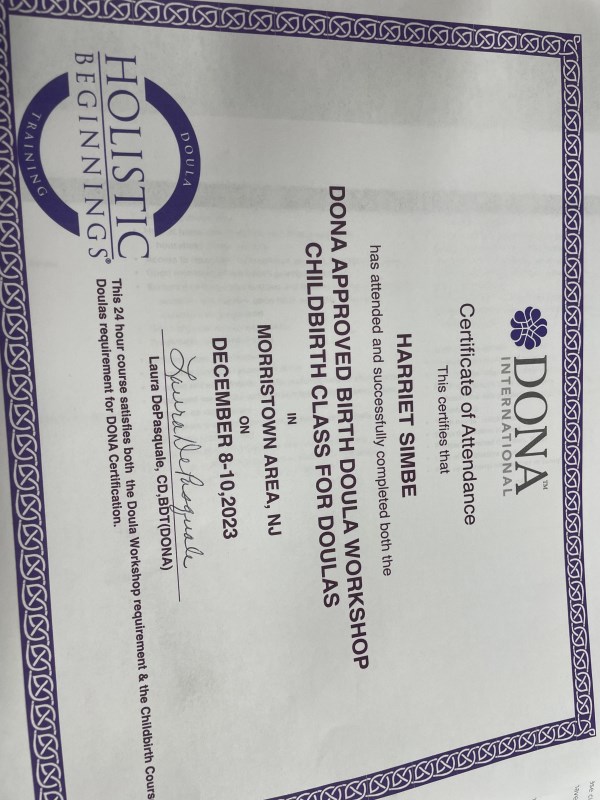 DONA™
INTERNATIONAL
Certificate of Attendance
This certifies that
HARRIET SIMBE
has attended and successfully completed both the
DONA APPROVED BIRTH DOULA WORKSHOP
CHILDBIRTH CLASS FOR DOULAS
IN
MORRISTOWN AREA, NJ
ON
DECEMBER 8-10,2023
Laura DePasquale
Laura DePasquale, CD,BDT(DONA)
This 24 hour course satisfies both the Doula Workshop requirement & the Childbirth Cours
Doulas requirement for DONA Certification.
DOULA
HOLISTIC
BEGINNINGS®
TRAINING